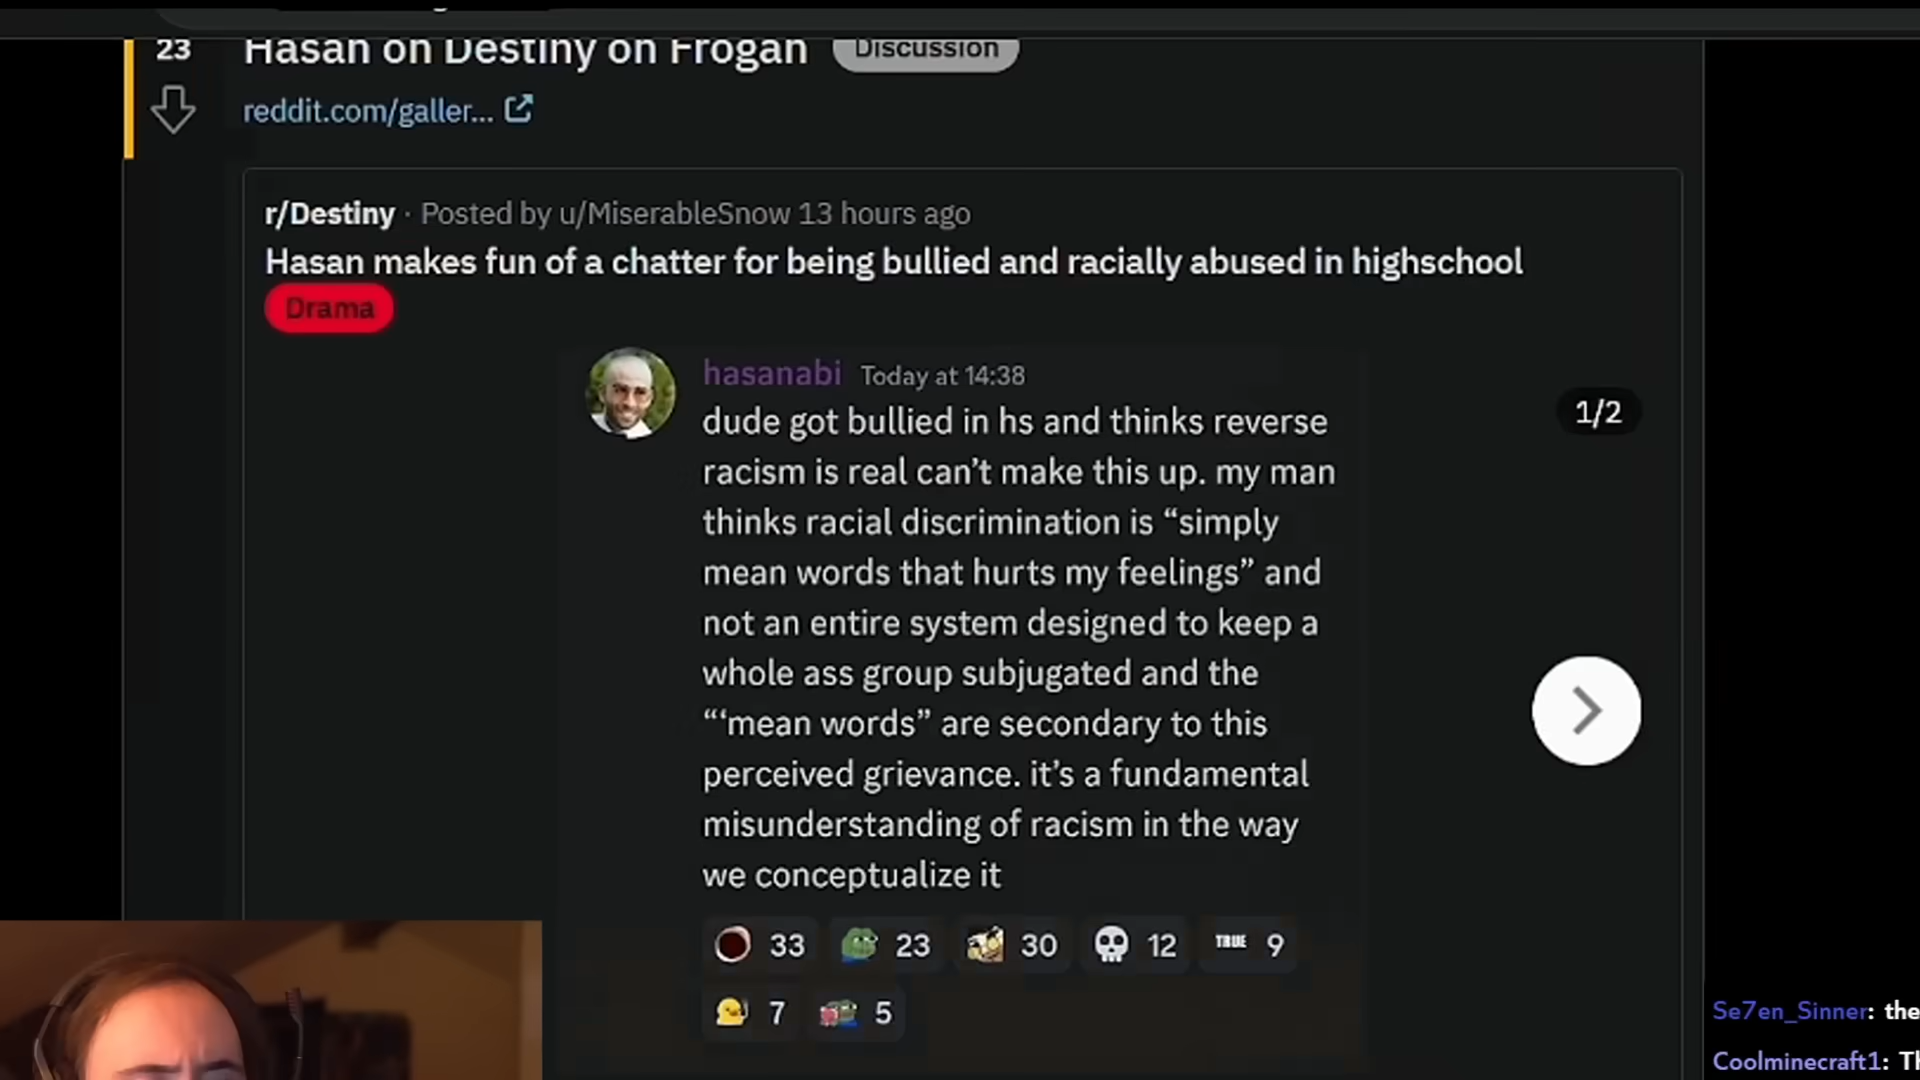 23
Hasan on Destiny on Frogan
Discussion
reddit.com/galler...
r/Destiny · Posted by u/MiserableSnow 13 hours ago
Hasan makes fun of a chatter for being bullied and racially abused in highschool
Drama
hasanabi Today at 14:38
1/2
dude got bullied in hs and thinks reverse
racism is real can’t make this up. my man
thinks racial discrimination is “simply
mean words that hurts my feelings” and
not an entire system designed to keep a
whole ass group subjugated and the
“‘mean words” are secondary to this
perceived grievance. it’s a fundamental
misunderstanding of racism in the way
we conceptualize it
33 23 30 12 TRUE 9
7 5
Se7en_Sinner: the
Coolminecraft1: Th